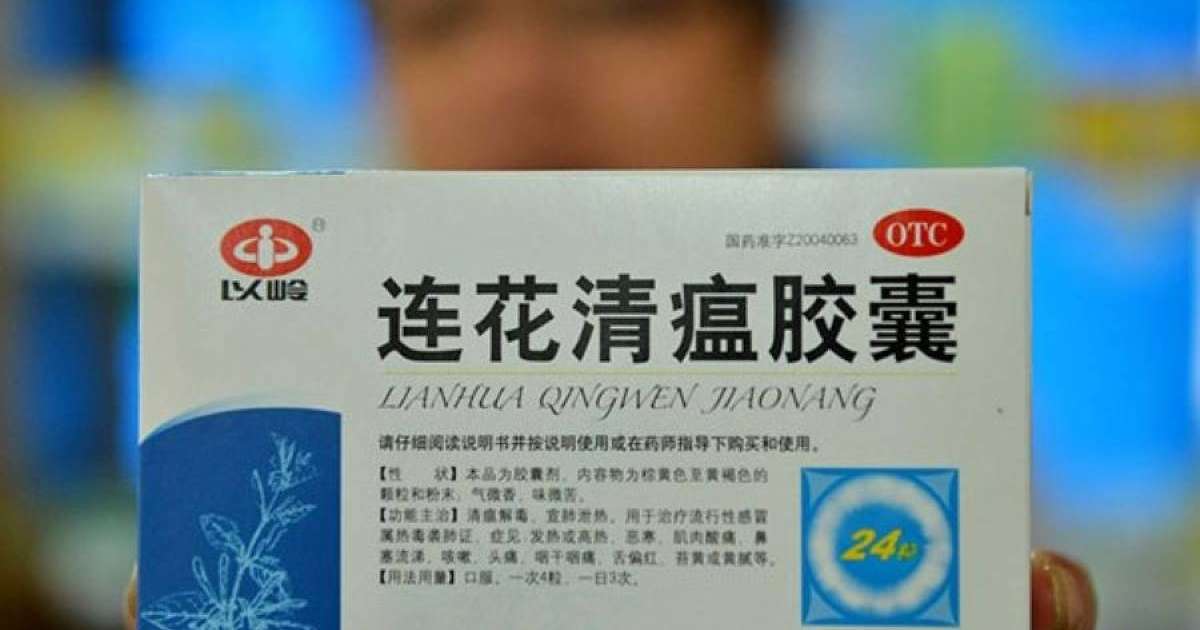 国药准字Z20040063
OTC
®
以岭
连花清瘟胶囊
LIANHUA QINGWEN JIAONANG
请仔细阅读说明书并按说明使用或在药师指导下购买和使用。
【性　状】本品为胶囊剂，内容物为棕黄色至黄褐色的
颗粒和粉末；气微香，味微苦。
【功能主治】清瘟解毒，宣肺泄热。用于治疗流行性感冒
属热毒袭肺证，症见:发热或高热，恶寒，肌肉酸痛，鼻
塞流涕，咳嗽，头痛，咽干咽痛，舌偏红，苔黄或黄腻等。
【用法用量】口服，一次4粒，一日3次。
24粒